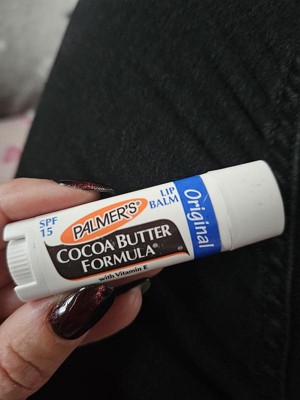 SPF
15
PALMER'S®
COCOA BUTTER
FORMULA®
with Vitamin E
LIP
BALM
Original